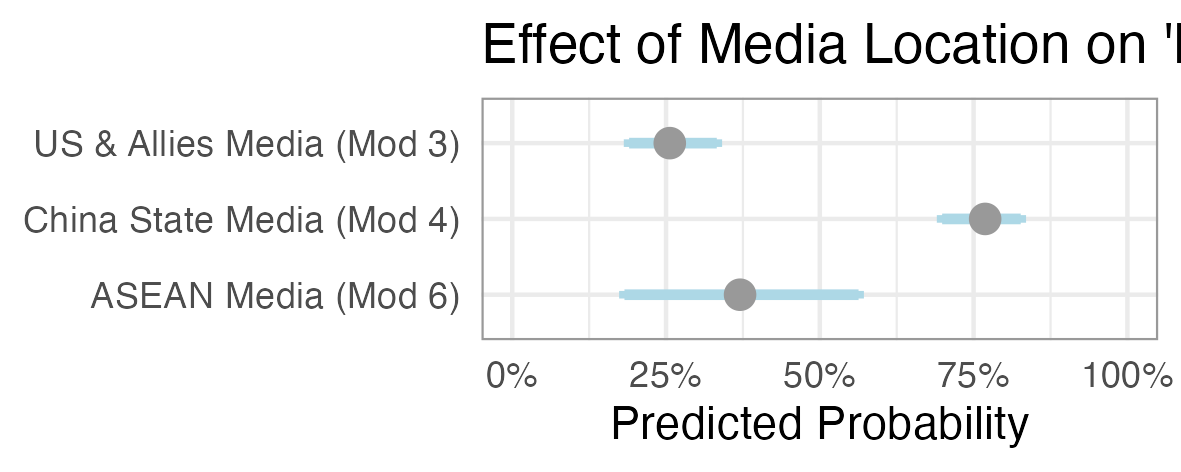 Effect of Media Location on '
US & Allies Media (Mod 3)
China State Media (Mod 4)
ASEAN Media (Mod 6)
0% 25% 50% 75% 100%
Predicted Probability